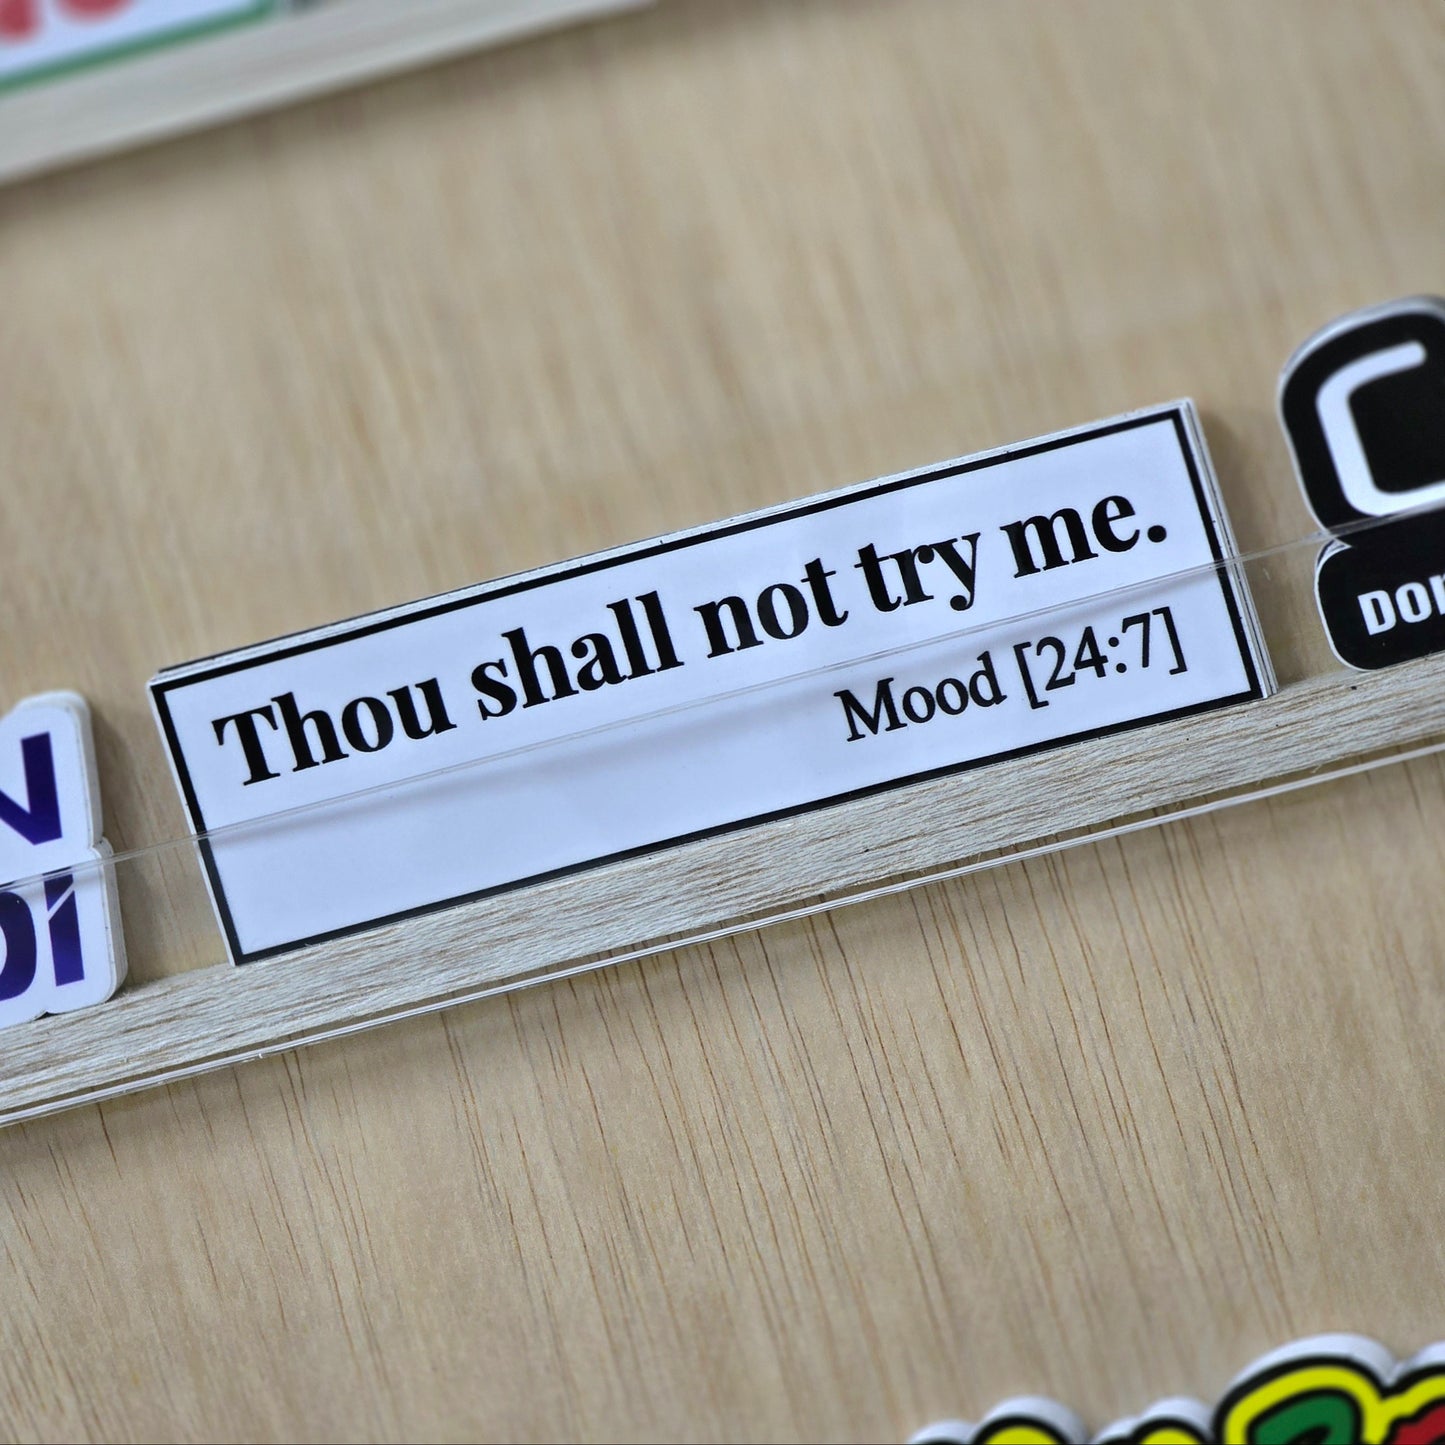 Thou shall not try me.
Mood [24:7]